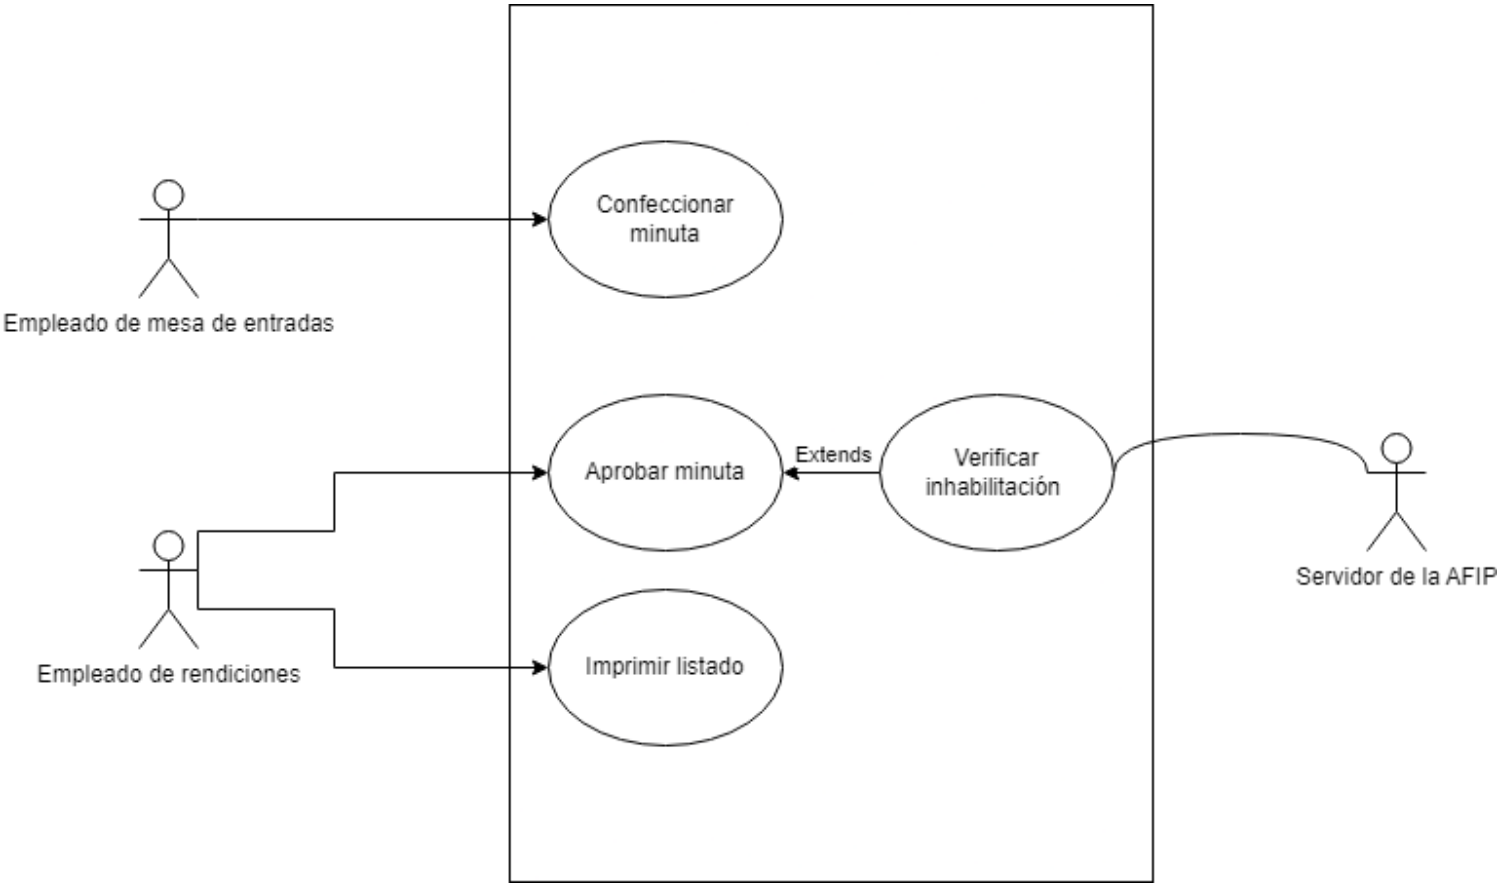 Confeccionar
minuta
Empleado de mesa de entradas
Aprobar minuta
Extends
Verificar
inhabilitación
Servidor de la AFIP
Empleado de rendiciones
Imprimir listado